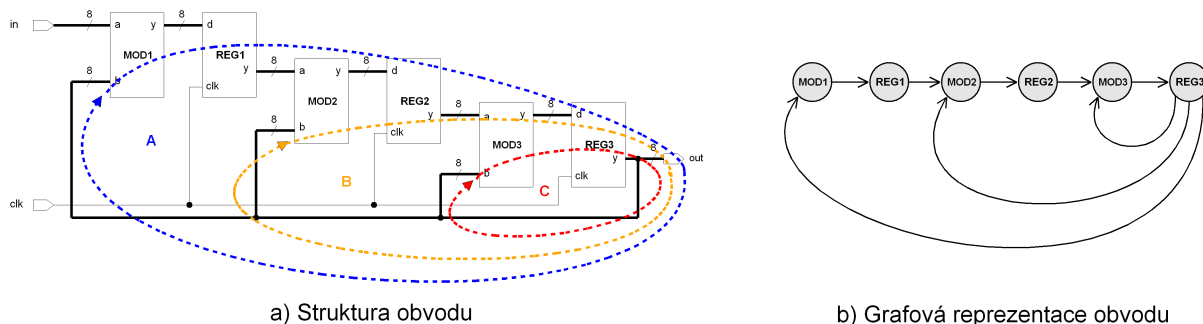 in
8
a
y
8
d
MOD1
REG1
8
b
y
8
a
y
8
d
clk
MOD2
REG2
8
b
y
8
a
y
8
d
clk
A
MOD3
REG3
8
b
y
8
out
clk
B
C
clk
a) Struktura obvodu
MOD1
REG1
MOD2
REG2
MOD3
REG3
b) Grafová reprezentace obvodu